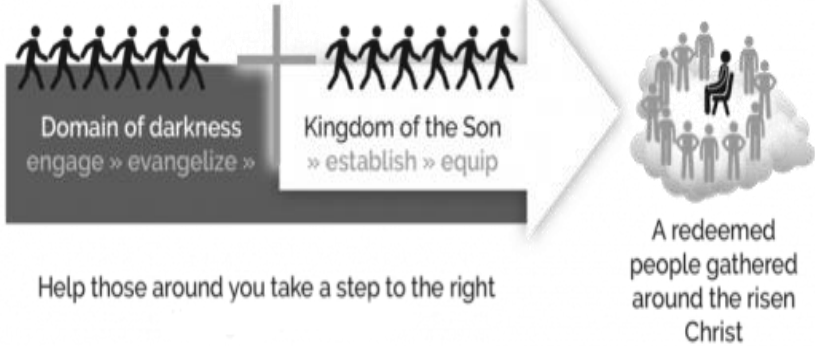 Domain of darkness
engage » evangelize »
Kingdom of the Son
» establish » equip
Help those around you take a step to the right
A redeemed
people gathered
around the risen
Christ